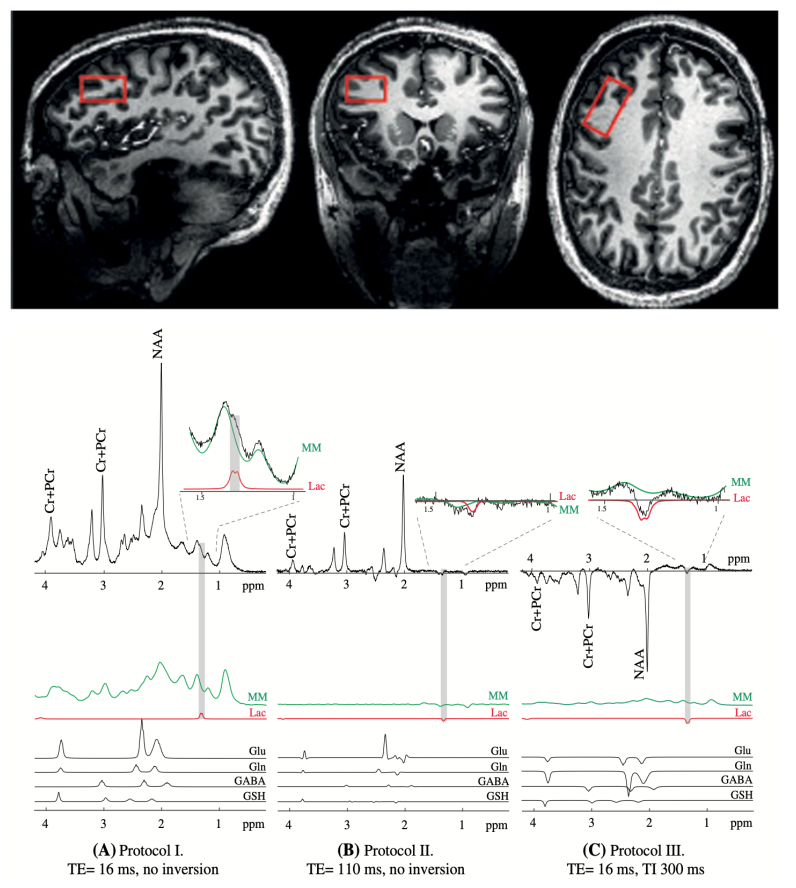 NAA
Cr+PCr
Cr+PCr
MM
Lac
1.5
1
4
3
2
1
ppm
MM
Lac
Glu
Gln
GABA
GSH
4
3
2
1
ppm
(A) Protocol I.
TE= 16 ms, no inversion
NAA
Cr+PCr
Cr+PCr
Lac
MM
1.5
1
4
3
2
1
ppm
MM
Lac
Glu
Gln
GABA
GSH
4
3
2
1
ppm
(B) Protocol II.
TE= 110 ms, no inversion
MM
Lac
1.5
1
4
3
2
1
ppm
Cr+PCr
Cr+PCr
NAA
MM
Lac
Glu
Gln
GABA
GSH
4
3
2
1
ppm
(C) Protocol III.
TE= 16 ms, TI 300 ms